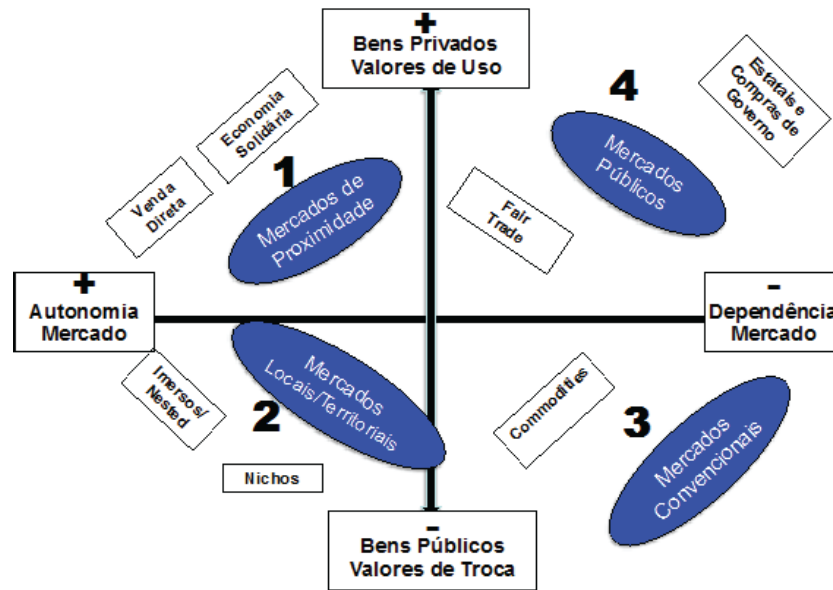 +
Bens Privados
Valores de Uso
4
Estatais e
Compras de
Governo
Economia
Solidária
1
Mercados
Públicos
Venda
Direta
Mercados de
Proximidade
Fair
Trade
+
Autonomia
Mercado
-
Dependência
Mercado
Imersos/
Nested
2
Mercados
Locais/Territoriais
Commodities
3
Mercados
Convencionais
Nichos
-
Bens Públicos
Valores de Troca